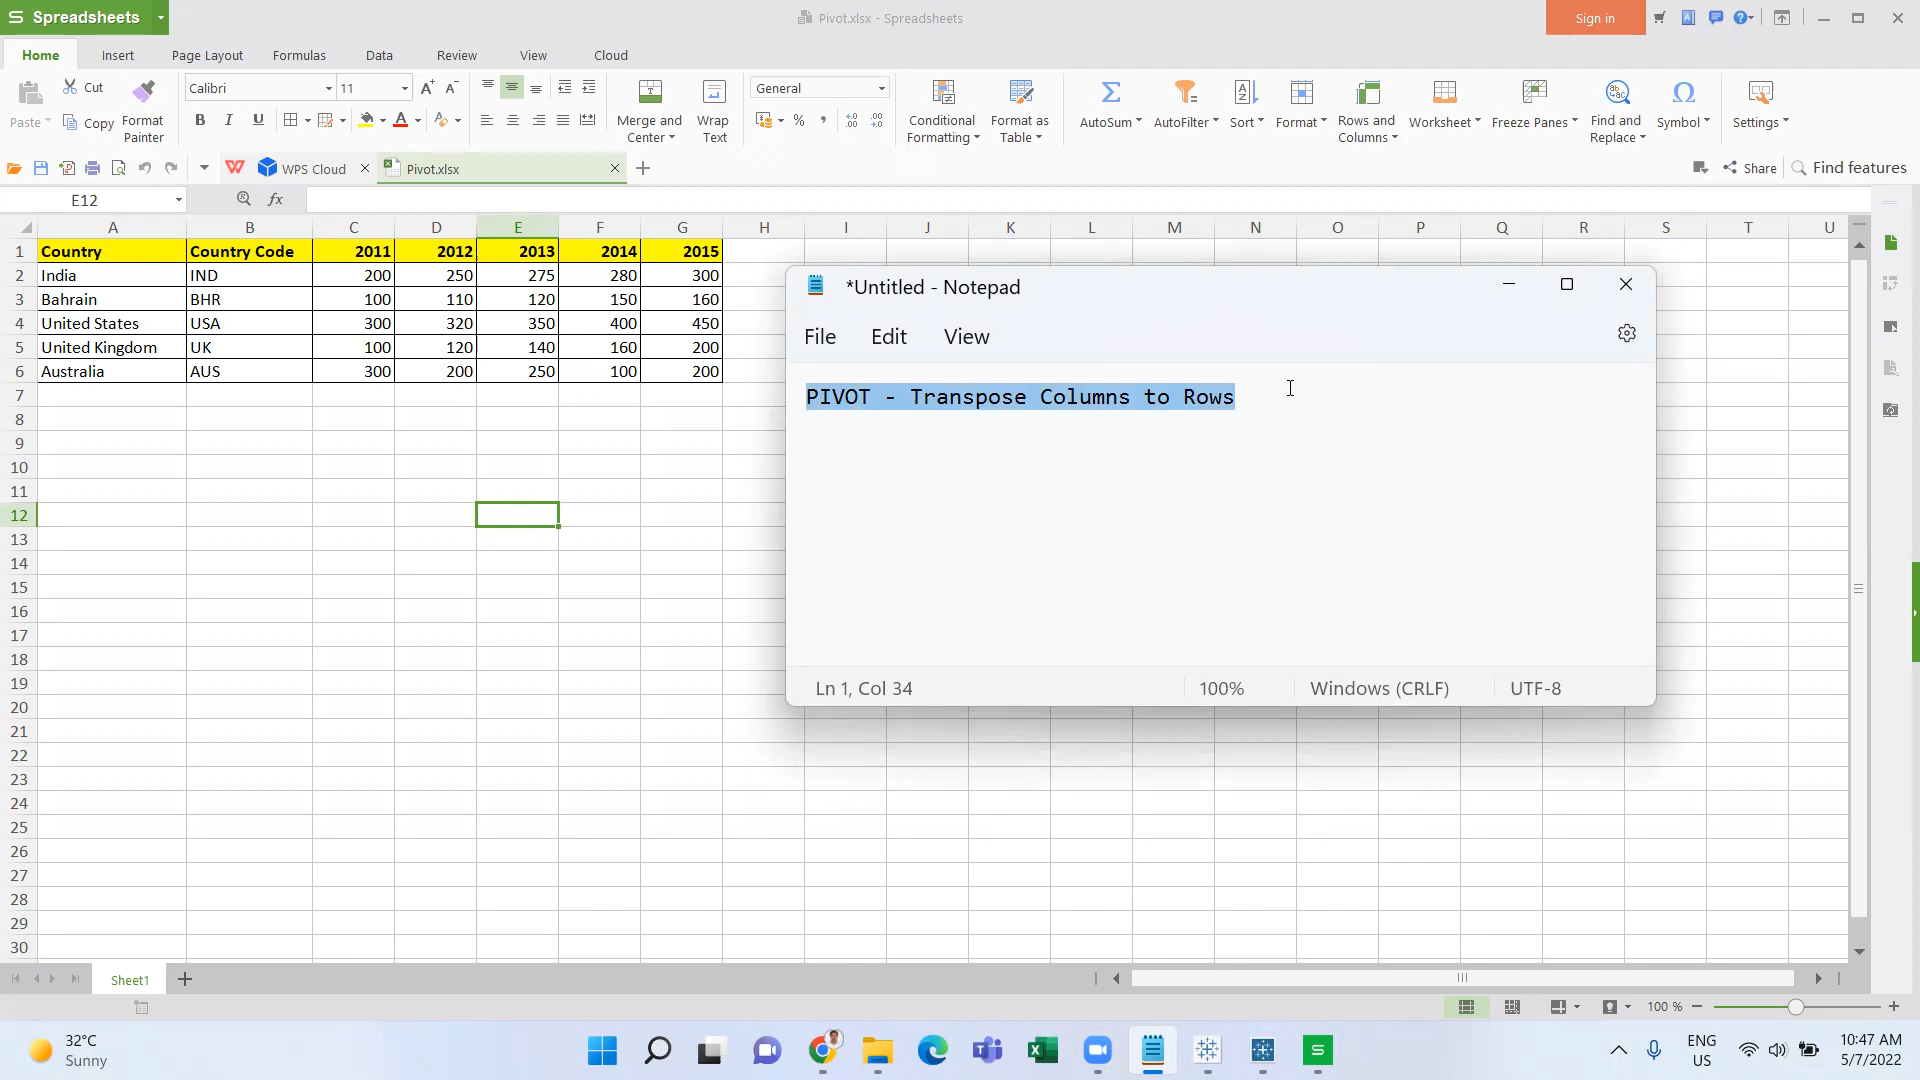 Spreadsheets
Pivot.xlsx - Spreadsheets
Sign in
Home Insert Page Layout Formulas Data Review View Cloud
Paste Cut Copy Format Painter
Calibri 11
Merge and Center
Wrap Text
General
Conditional Formatting
Format as Table
AutoSum
AutoFilter
Sort
Format
Rows and Columns
Worksheet
Freeze Panes
Find and Replace
Symbol
Settings
WPS Cloud
Pivot.xlsx
Share
Find features
E12
fx
A B C D E F G H I J K L M N O P Q R S T U
1 Country Country Code 2011 2012 2013 2014 2015
2 India IND 200 250 275 280 300
3 Bahrain BHR 100 110 120 150 160
4 United States USA 300 320 350 400 450
5 United Kingdom UK 100 120 140 160 200
6 Australia AUS 300 200 250 100 200
7
8
9
10
11
12
13
14
15
16
17
18
19
20
21
22
23
24
25
26
27
28
29
30
*Untitled - Notepad
File Edit View
PIVOT - Transpose Columns to Rows
Ln 1, Col 34
100%
Windows (CRLF)
UTF-8
Sheet1
100 %
32°C
Sunny
ENG
US
10:47 AM
5/7/2022